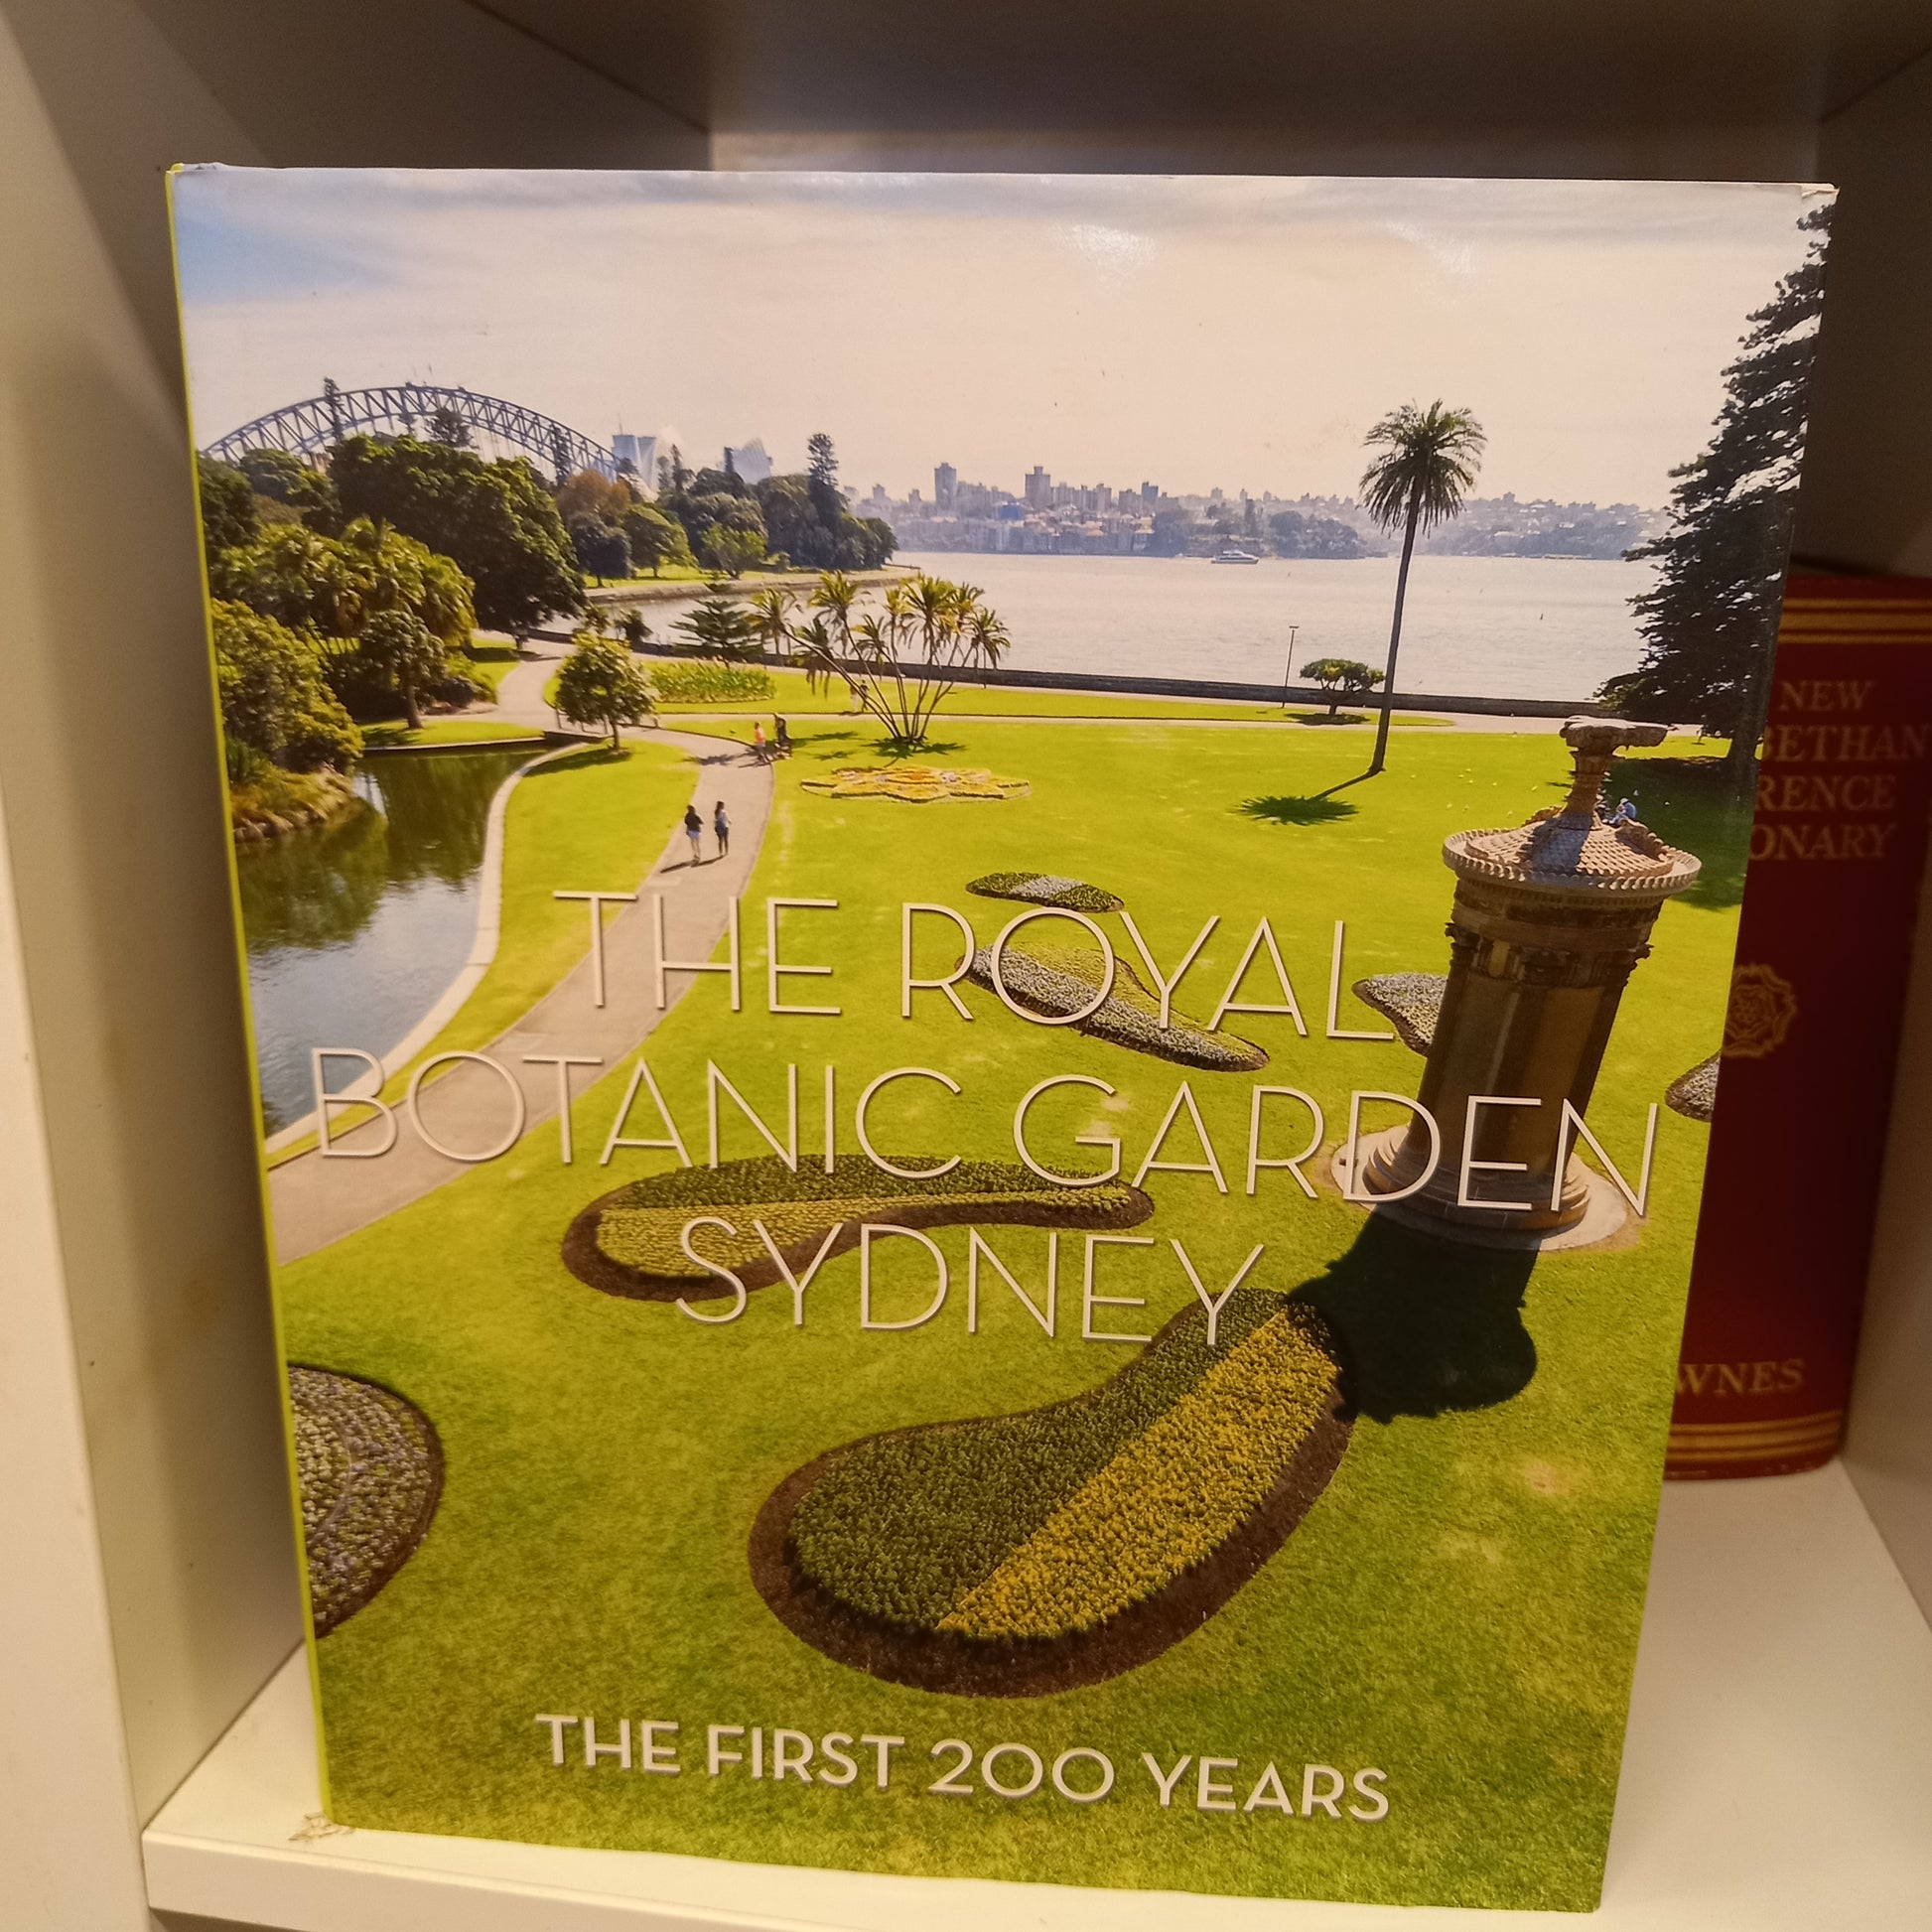 THE ROYAL
BOTANIC GARDEN
SYDNEY
THE FIRST 200 YEARS
NEW
BETHAN
RENCE
ONARY
WNES